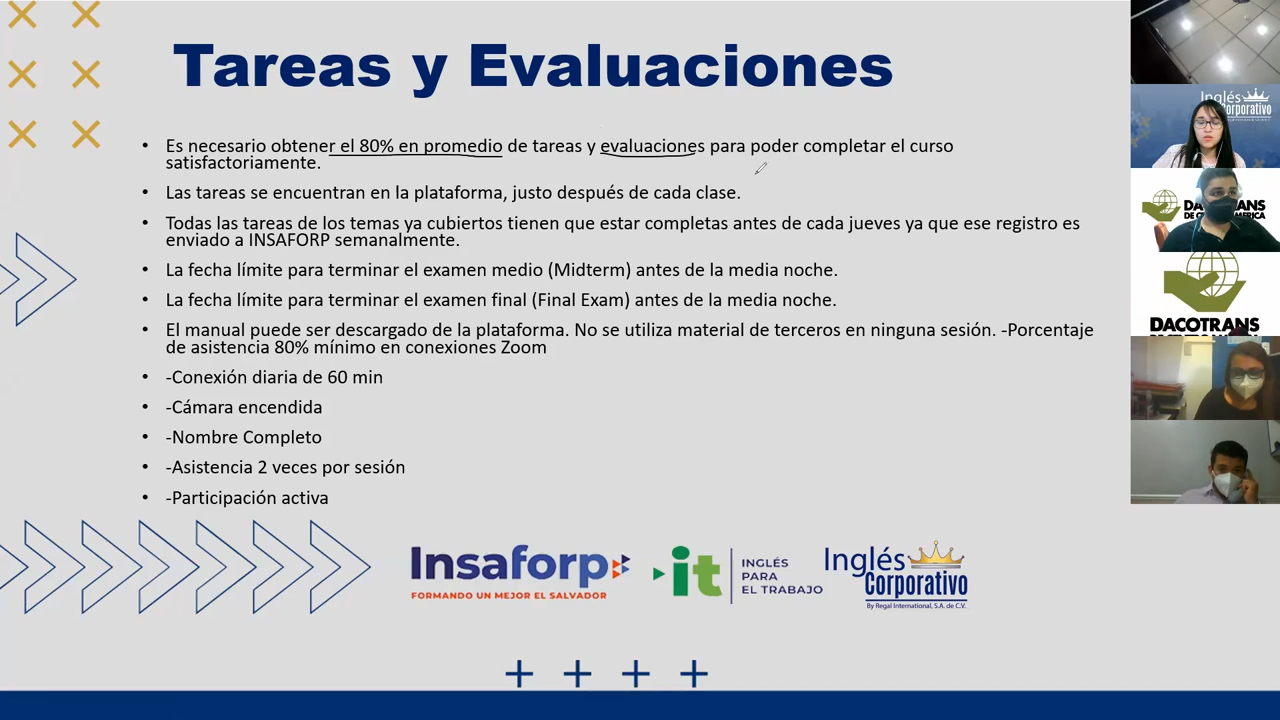 Tareas y Evaluaciones
• Es necesario obtener el 80% en promedio de tareas y evaluaciones para poder completar el curso
satisfactoriamente.
• Las tareas se encuentran en la plataforma, justo después de cada clase.
• Todas las tareas de los temas ya cubiertos tienen que estar completas antes de cada jueves ya que ese registro es
enviado a INSAFORP semanalmente.
• La fecha límite para terminar el examen medio (Midterm) antes de la media noche.
• La fecha límite para terminar el examen final (Final Exam) antes de la media noche.
• El manual puede ser descargado de la plataforma. No se utiliza material de terceros en ninguna sesión. -Porcentaje
de asistencia 80% mínimo en conexiones Zoom
• -Conexión diaria de 60 min
• -Cámara encendida
• -Nombre Completo
• -Asistencia 2 veces por sesión
• -Participación activa
Insaforp
FORMANDO UN MEJOR EL SALVADOR
it
INGLÉS
PARA
EL TRABAJO
Inglés
Corporativo
By Regal International, S.A. de C.V.
Inglés
DACOTRANS